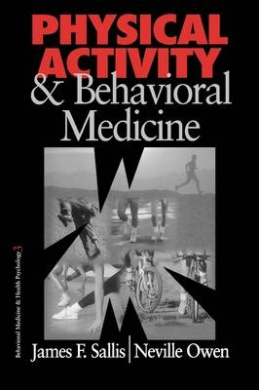 PHYSICAL
ACTIVITY
& Behavioral
Medicine
Behavioral Medicine & Health Psychology 3
James F. Sallis | Neville Owen